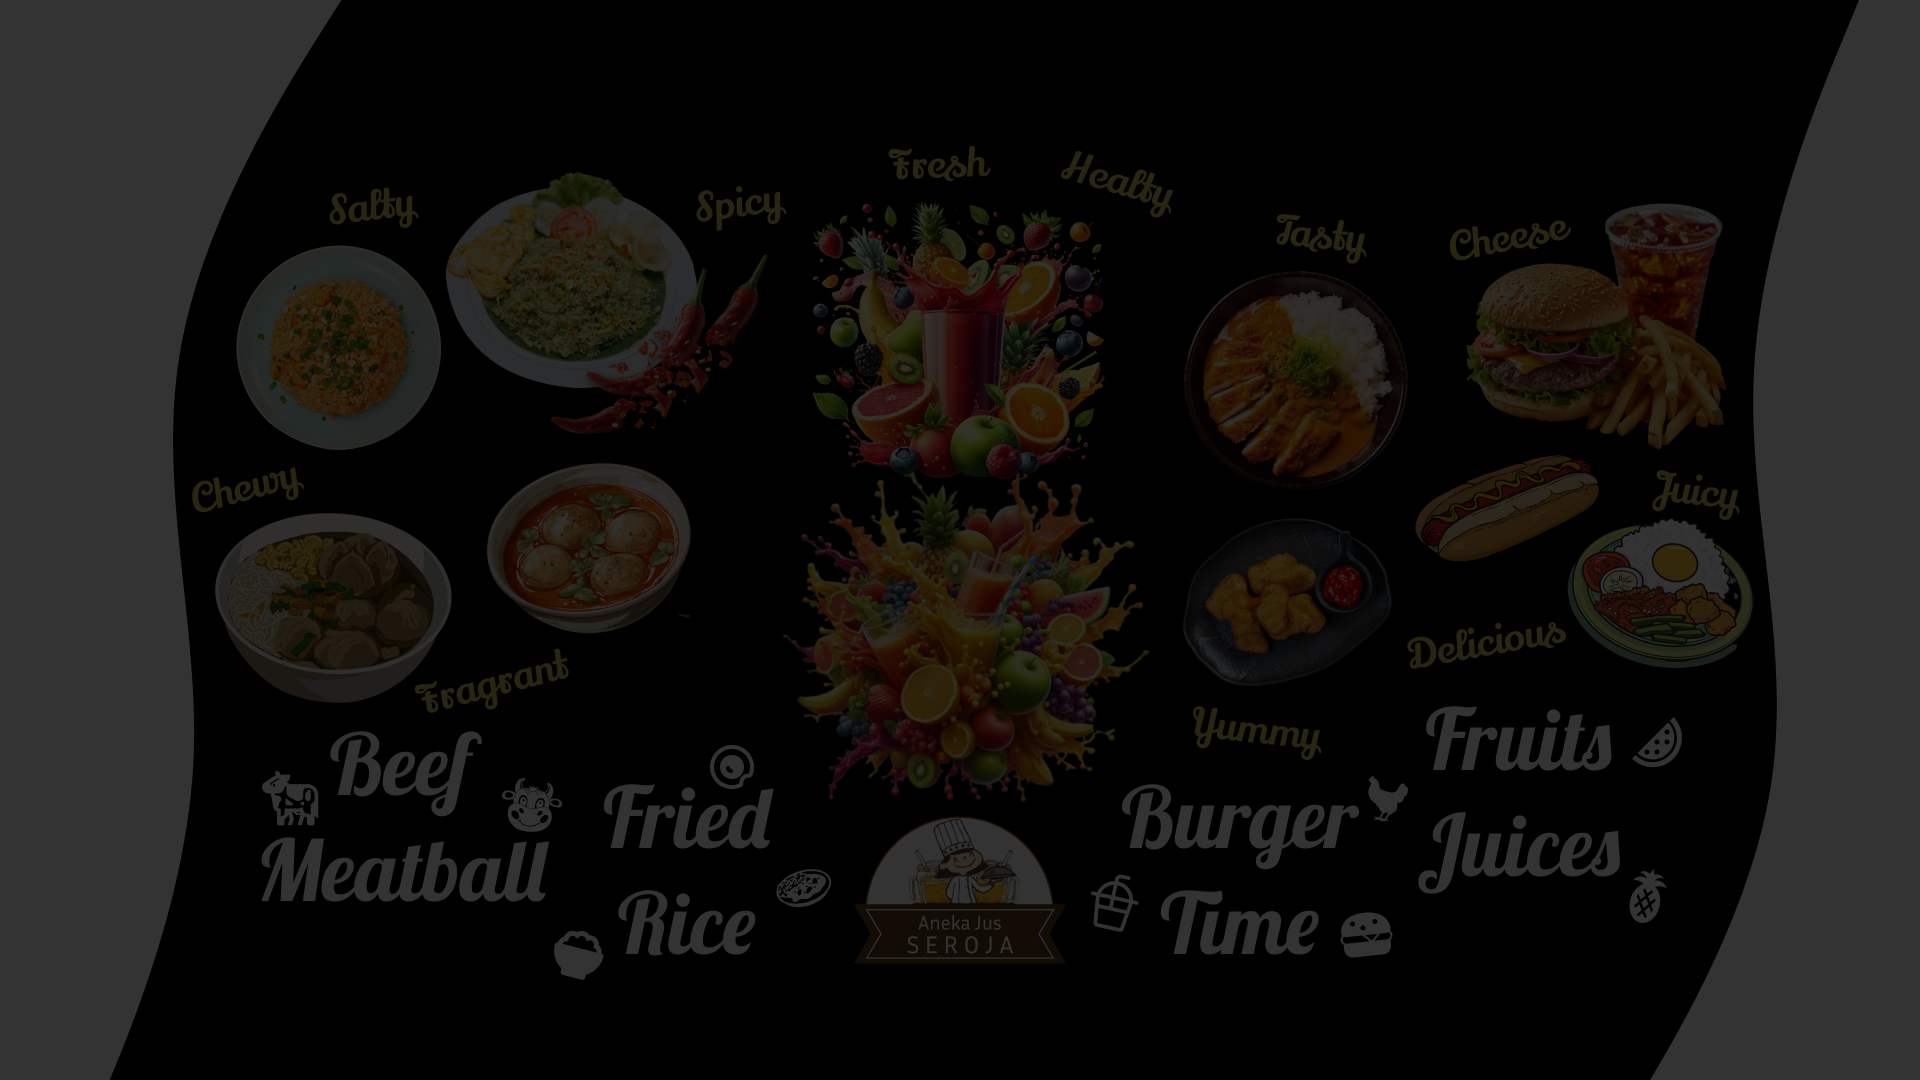 Fresh
Healty
Salty
Spicy
Tasty
Cheese
Chewy
Juicy
Fragrant
Delicious
Yummy
Beef
Meatball
Fried
Rice
Aneka Jus
SEROJA
Burger
Time
Fruits
Juices